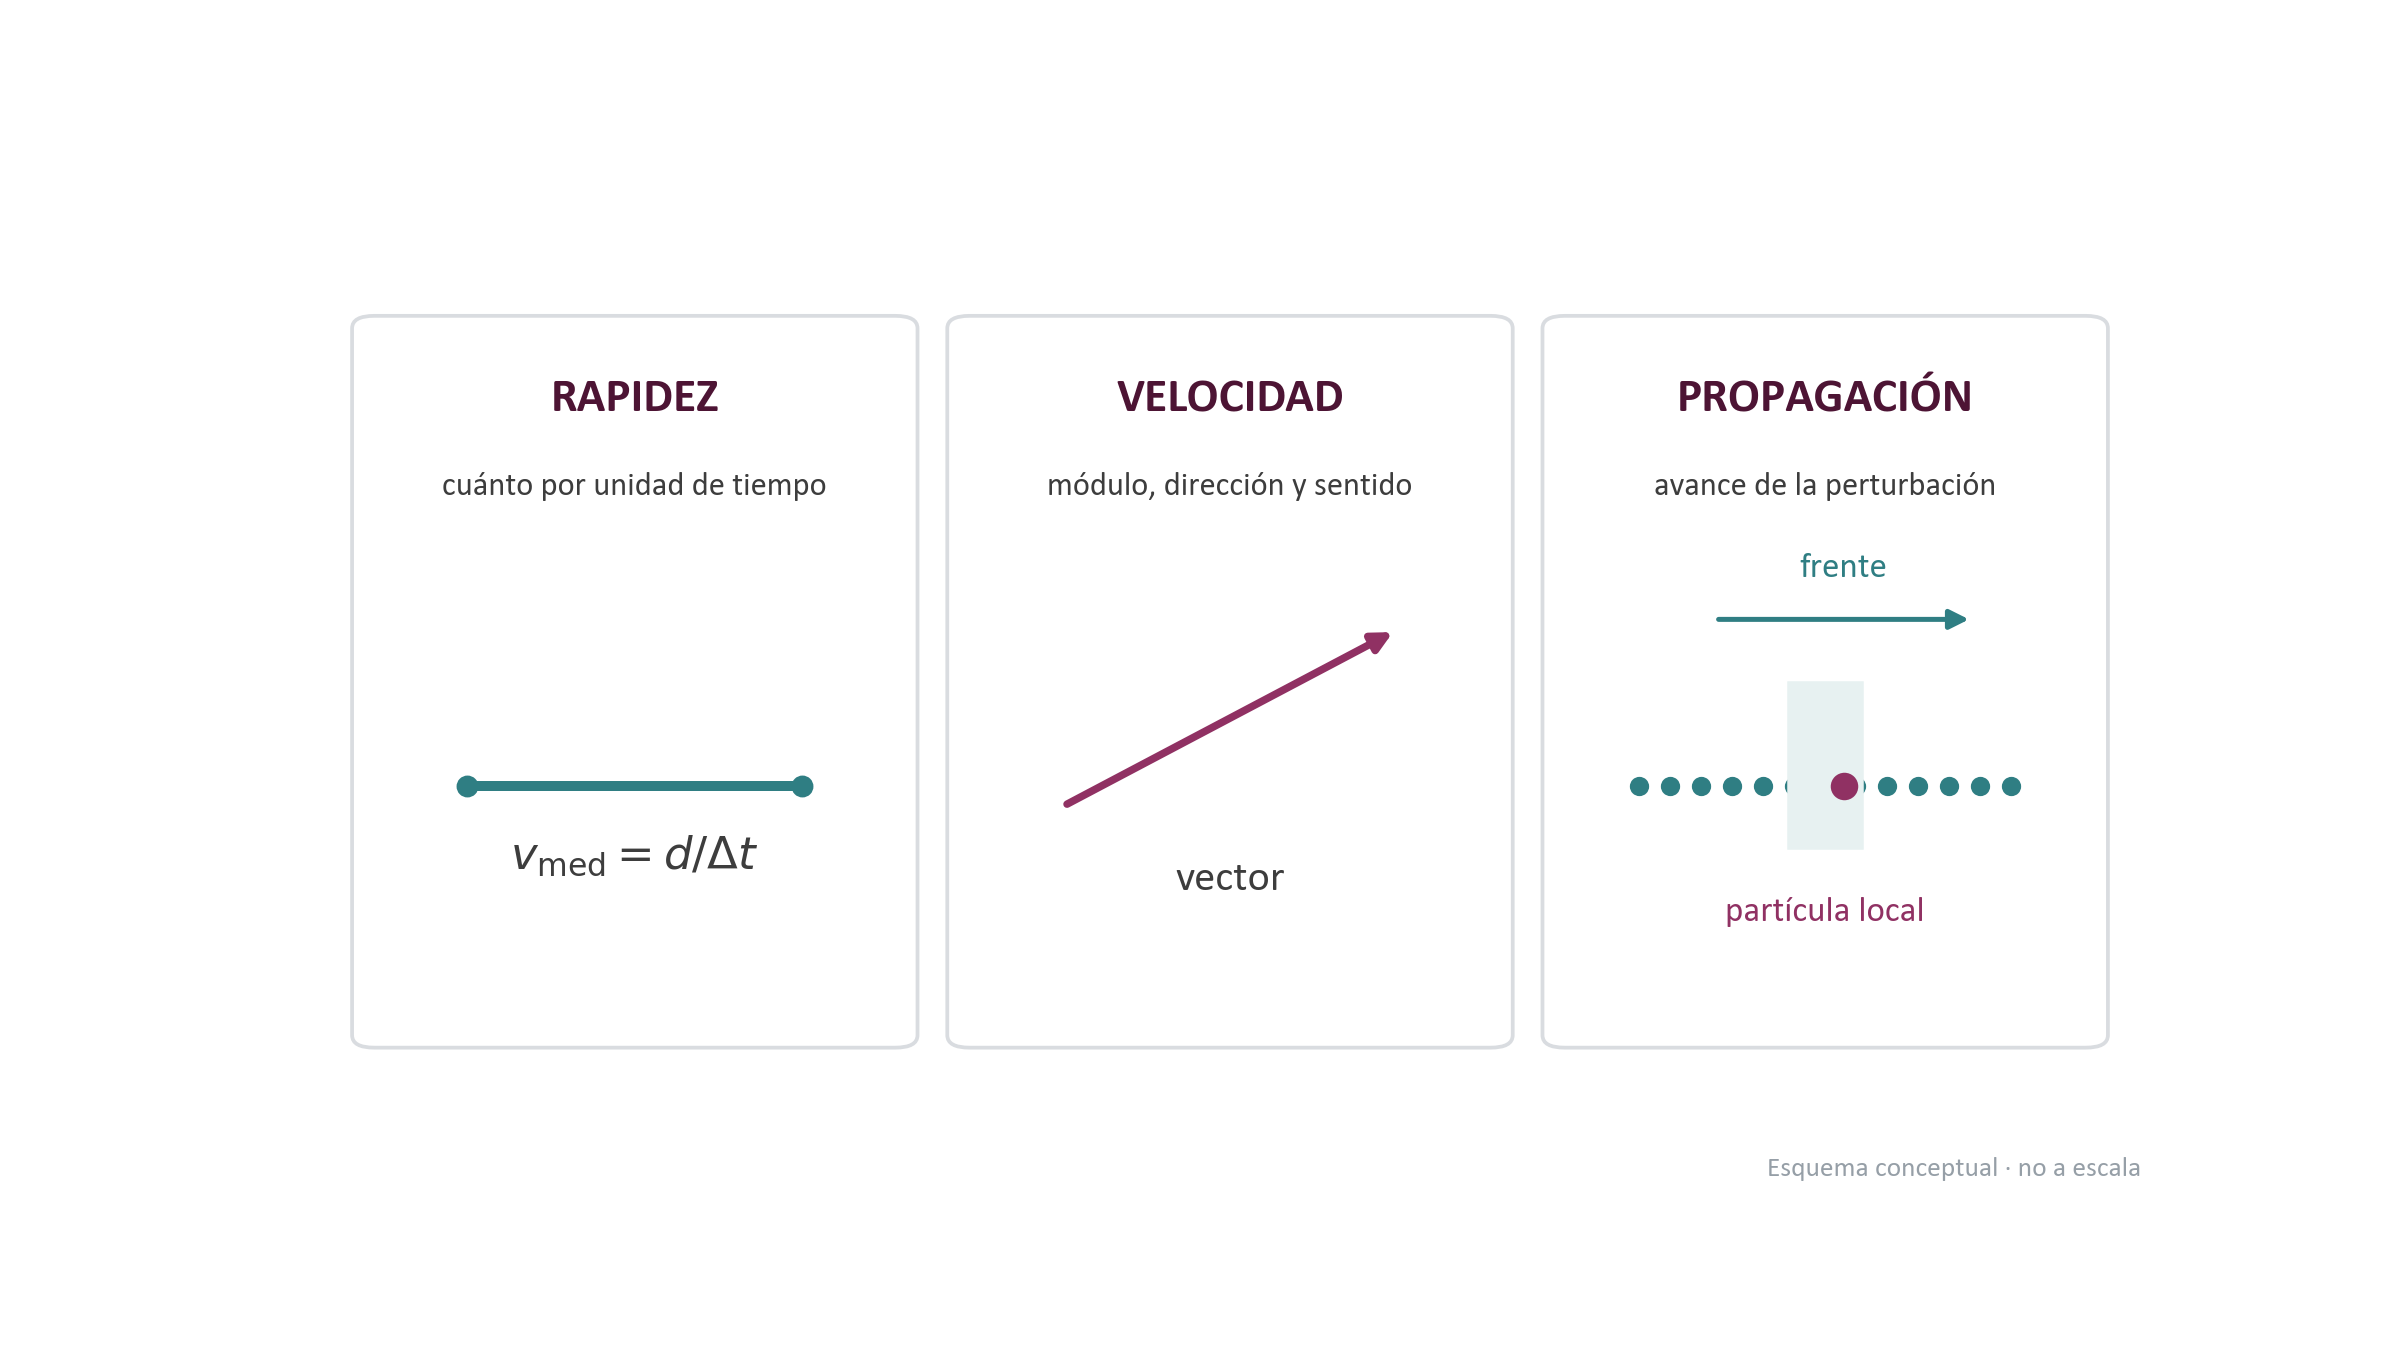 RAPIDEZ
cuánto por unidad de tiempo
v_med = d/Δt
VELOCIDAD
módulo, dirección y sentido
vector
PROPAGACIÓN
avance de la perturbación
frente
partícula local
Esquema conceptual · no a escala